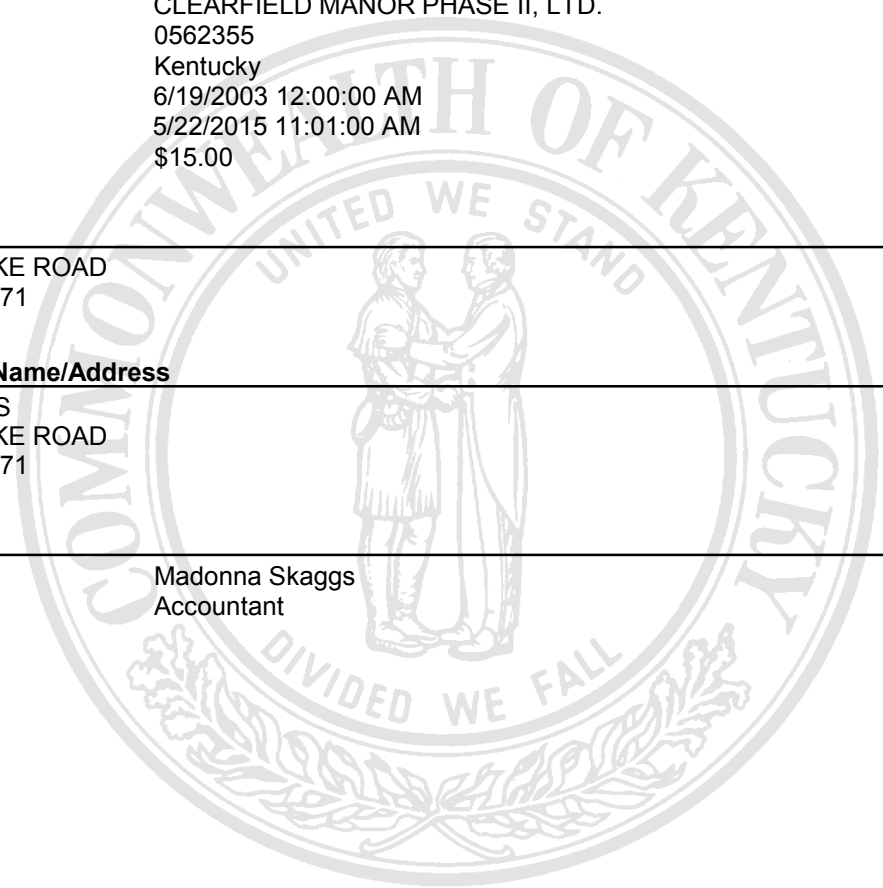 CLEARFIELD MANOR PHASE II, LTD.
0562355
Kentucky
6/19/2003 12:00:00 AM
5/22/2015 11:01:00 AM
$15.00
KE ROAD
71
Name/Address
S
KE ROAD
71
Madonna Skaggs
Accountant
COMMONWEALTH OF KENTUCKY
UNITED WE STAND
DIVIDED WE FALL